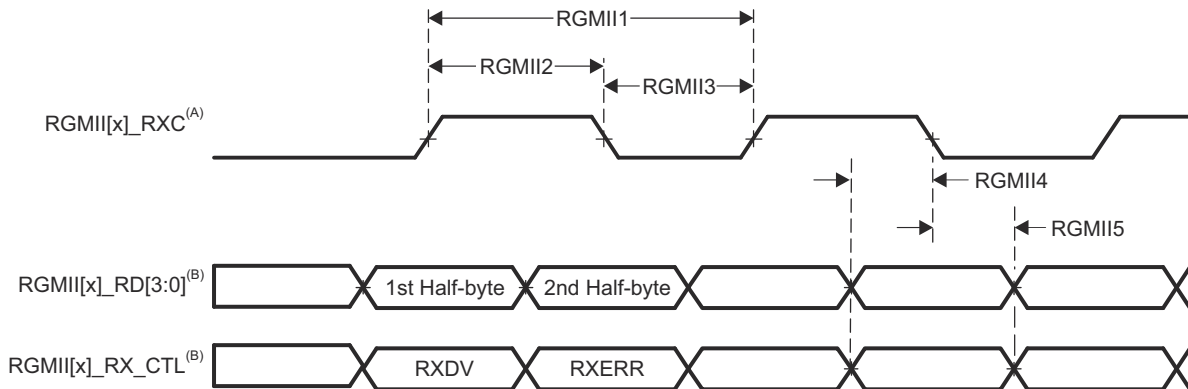 RGMII1
RGMII2
RGMII3
RGMII[x]_RXC(A)
RGMII4
RGMII5
RGMII[x]_RD[3:0](B) 1st Half-byte 2nd Half-byte
RGMII[x]_RX_CTL(B) RXDV RXERR